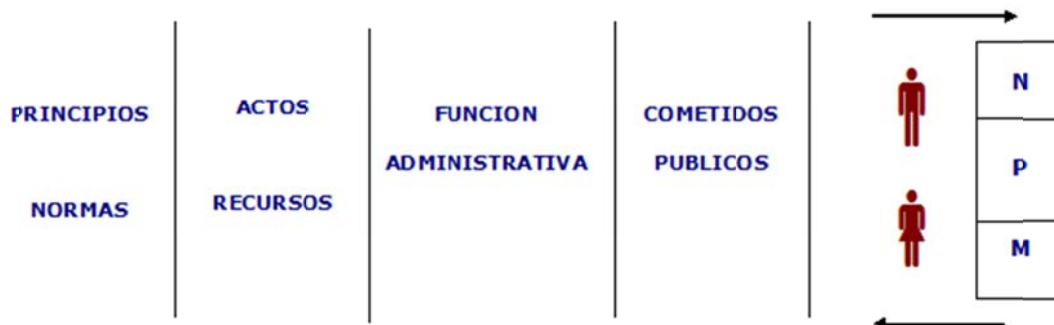 PRINCIPIOS
NORMAS
ACTOS
RECURSOS
FUNCION
ADMINISTRATIVA
COMETIDOS
PUBLICOS
N
P
M